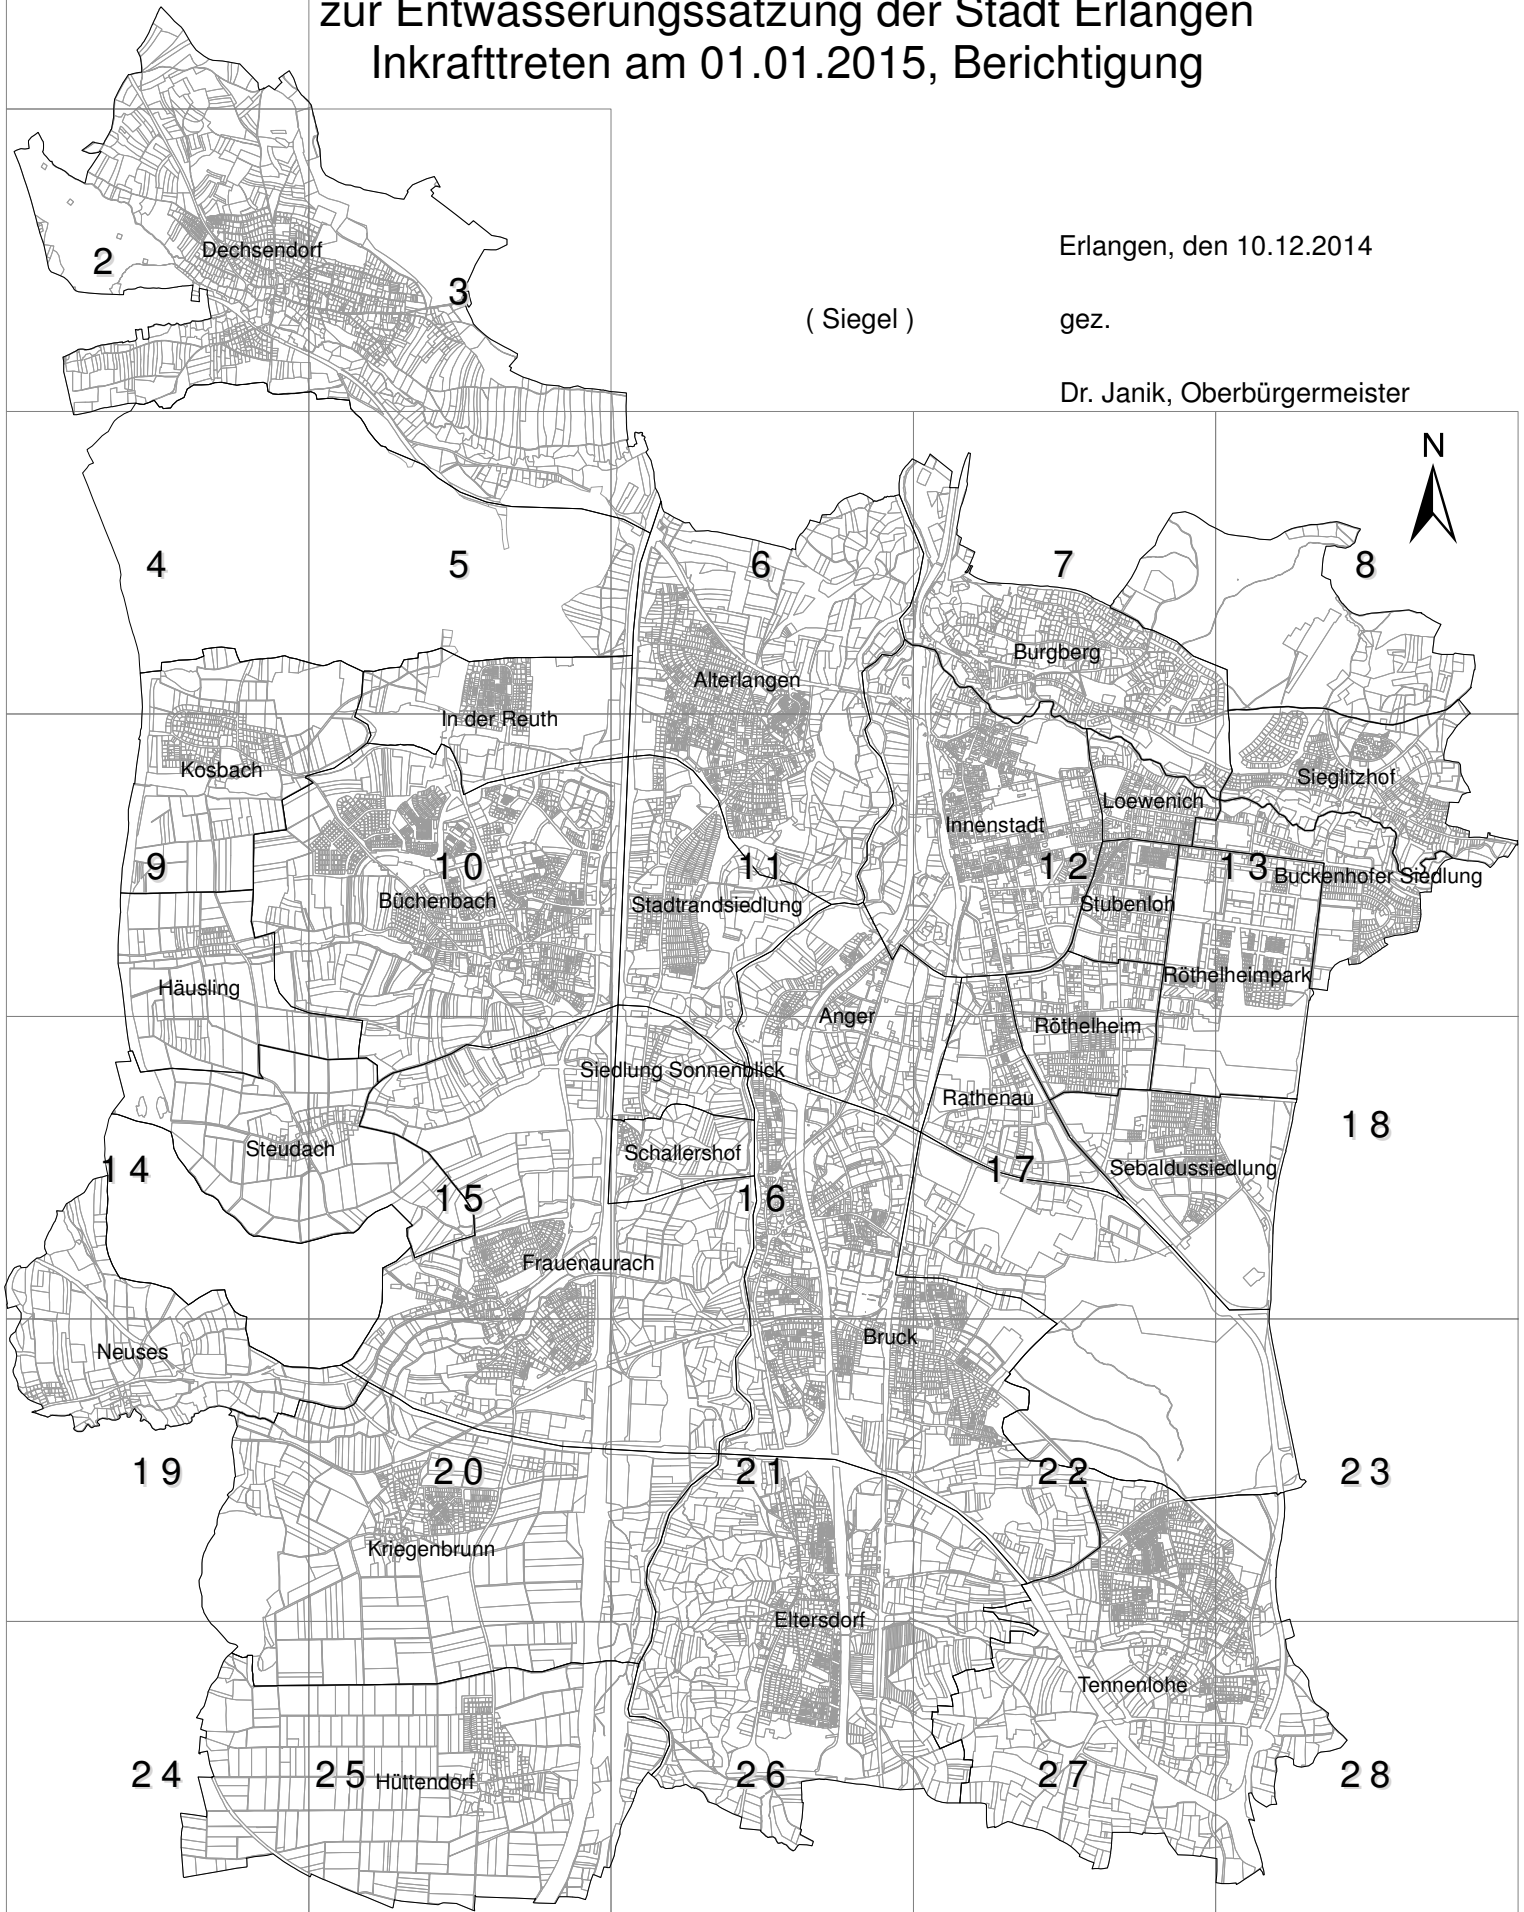 zur Entwässerungssatzung der Stadt Erlangen
Inkrafttreten am 01.01.2015, Berichtigung
Erlangen, den 10.12.2014
( Siegel )
gez.
Dr. Janik, Oberbürgermeister
N
2
Dechsendorf
3
4
5
6
7
8
Burgberg
Alterlangen
In der Reuth
Kosbach
Sieglitzhof
Loewenich
Innenstadt
9
10
11
12
13
Buckenhofer Siedlung
Büchenbach
Stadtrandsiedlung
Stubenloh
Röthelheimpark
Häusling
Anger
Röthelheim
Siedlung Sonnenblick
Rathenau
18
Steudach
Schallershof
14
17
Sebaldussiedlung
15
16
Frauenaurach
Bruck
Neuses
19
20
21
22
23
Kriegenbrunn
Eltersdorf
Tennenlohe
24
25
Hüttendorf
26
27
28